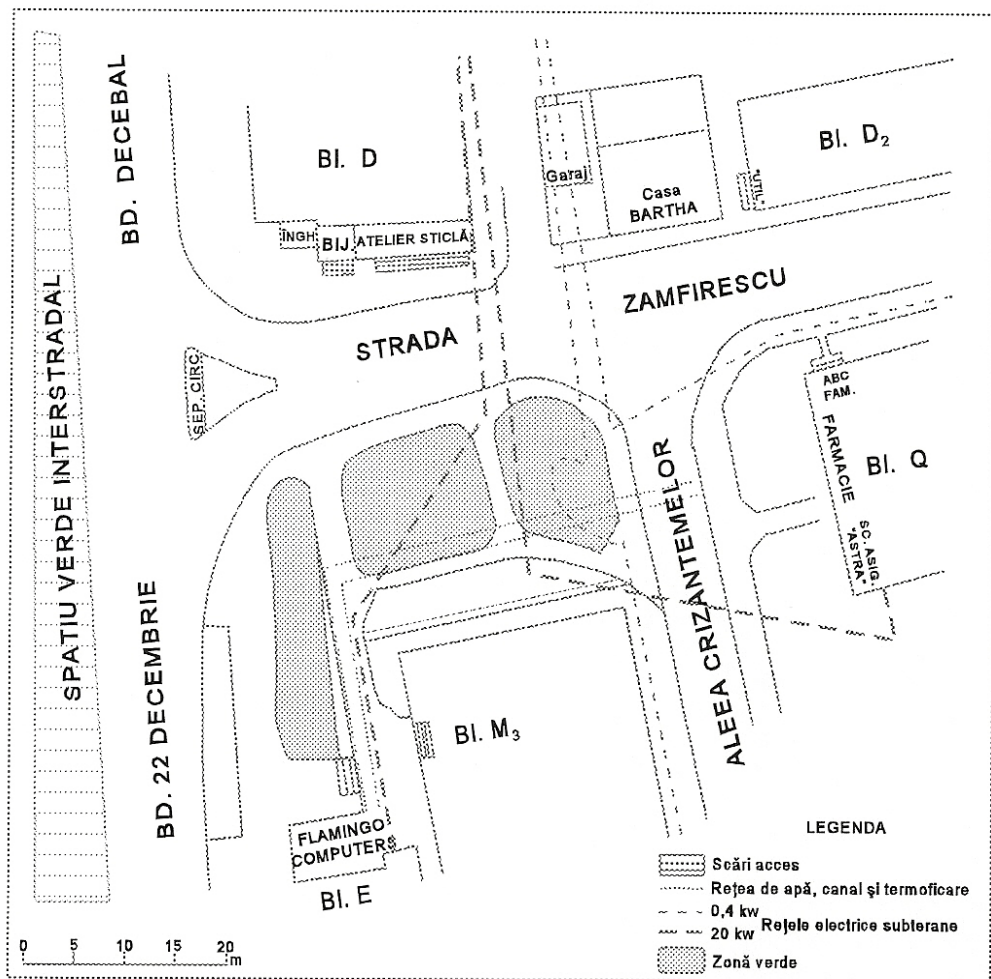 BD. DECEBAL
Bl. D
ÎNGH
BIJ.
ATELIER STICLĂ
Garaj
Casa
BARTHA
Bl. D2
"UTIL"
STRADA
ZAMFIRESCU
SEP. CIRC.
SPATIU VERDE INTERSTRADAL
ABC
FAM.
FARMACIE
Bl. Q
SC. ASIG.
"ASTRA"
ALEEA CRIZANTEMELOR
BD. 22 DECEMBRIE
Bl. M3
FLAMINGO
COMPUTERS
Bl. E
LEGENDA
Scări acces
Rețea de apă, canal și termoficare
0,4 kw
20 kw
Rețele electrice subterane
Zonă verde
0 5 10 15 20
m